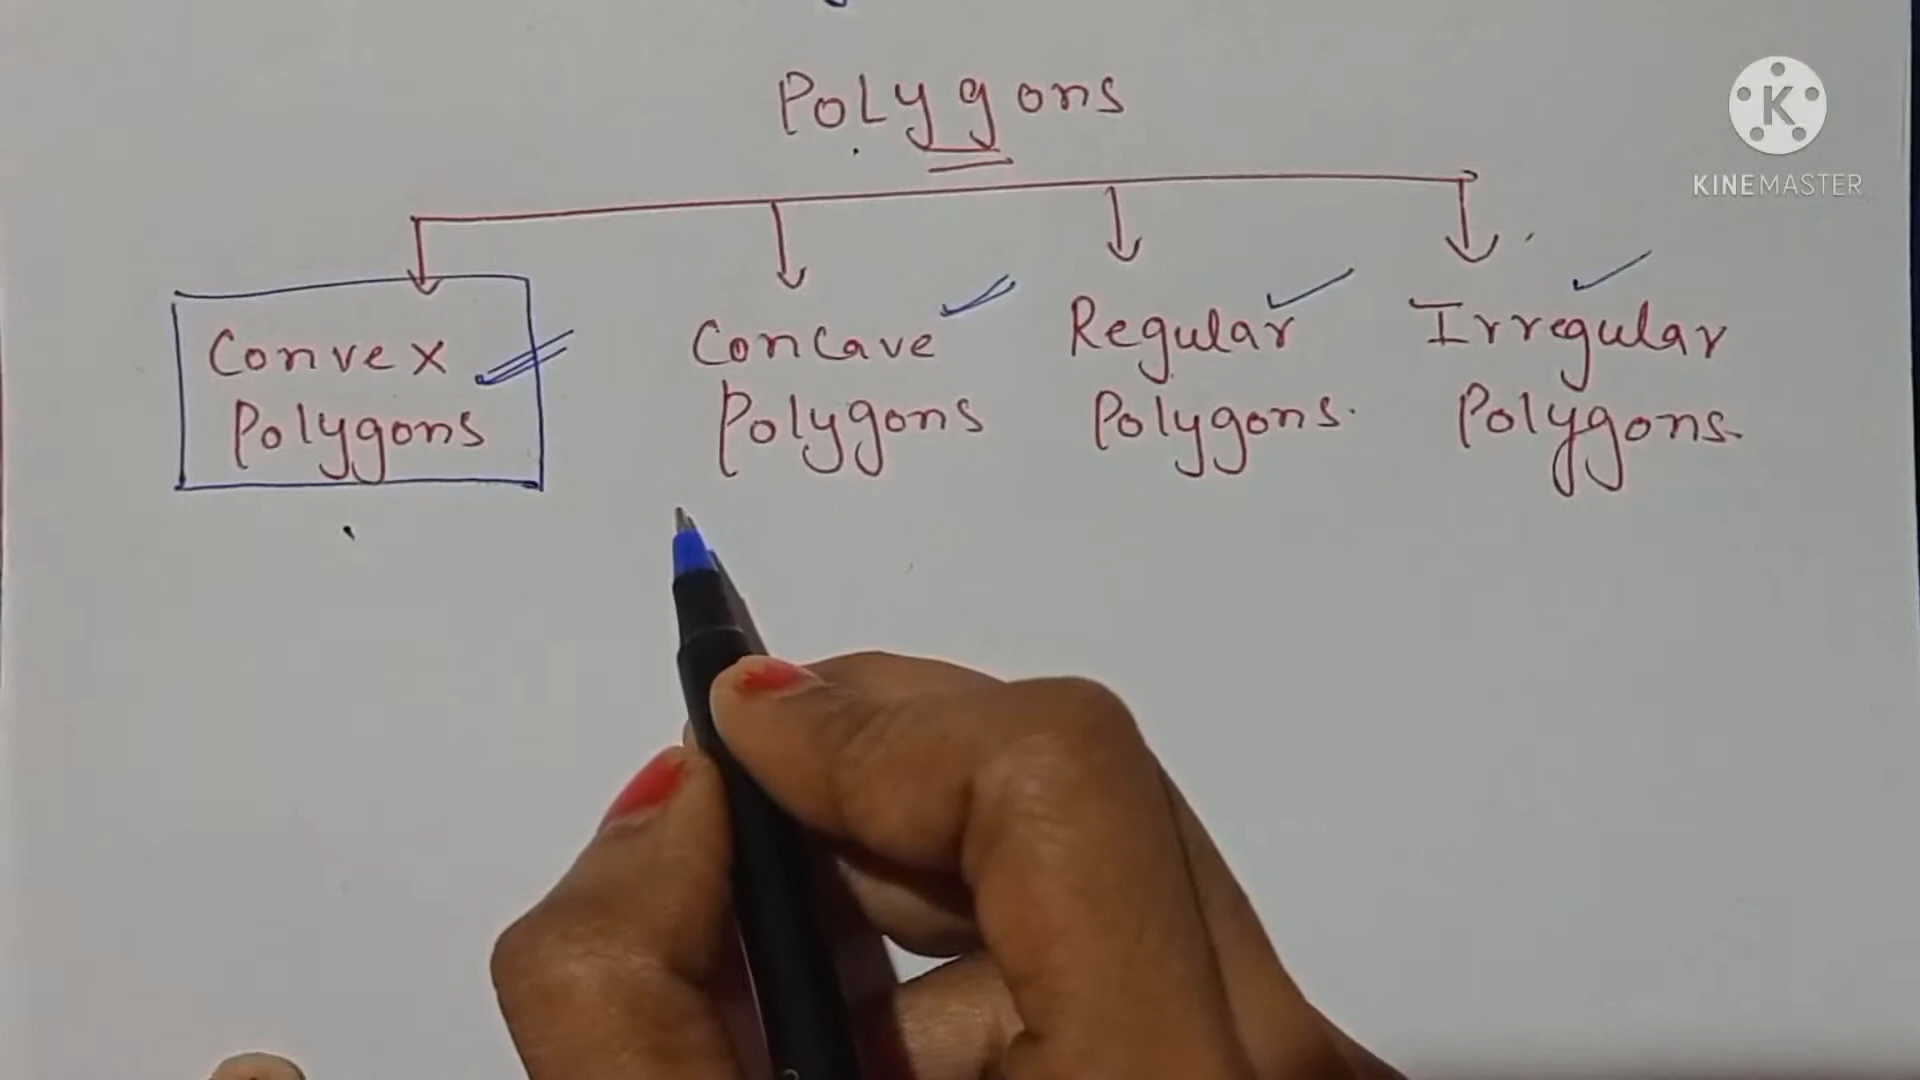 Polygons
Convex
Polygons
Concave
Polygons
Regular
Polygons.
Irregular
Polygons.
K
KINEMASTER